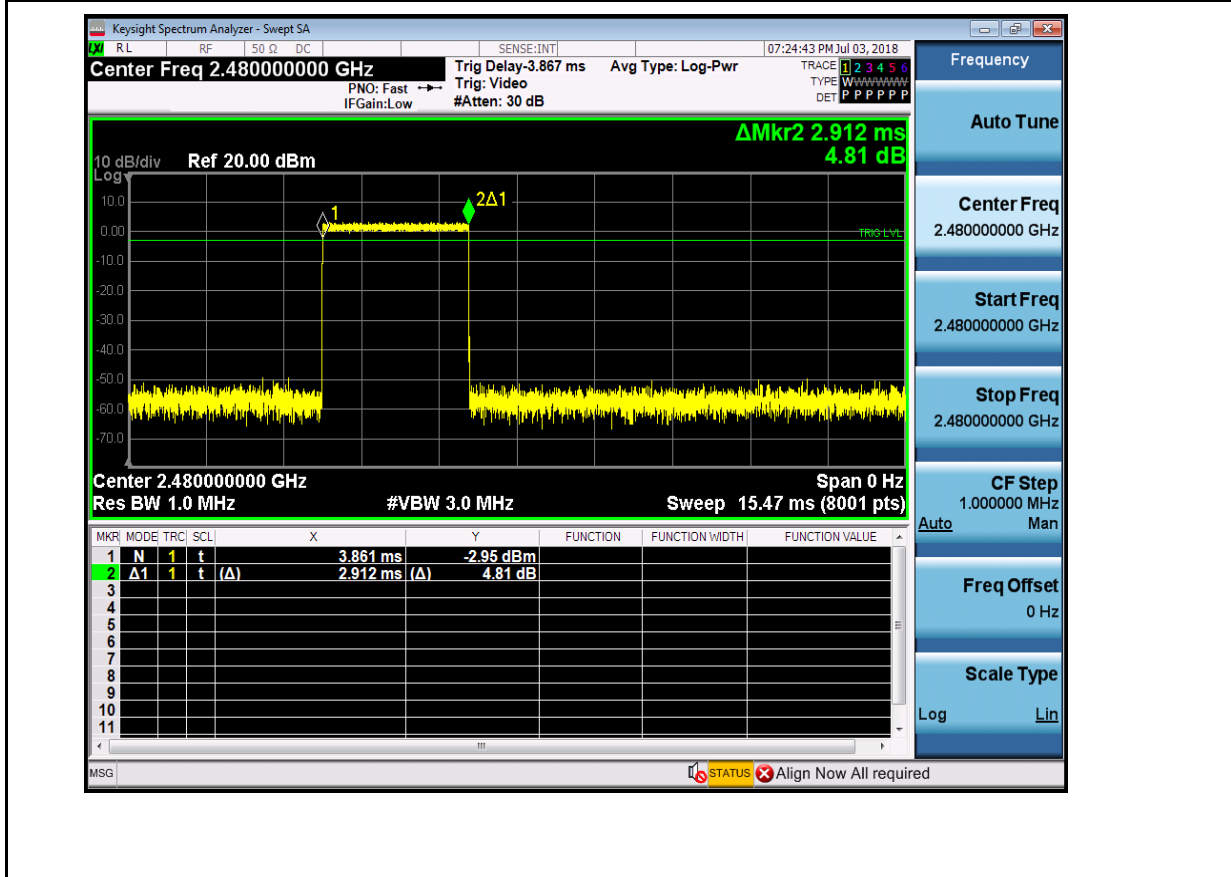 Keysight Spectrum Analyzer - Swept SA
LXI RL RF 50 Ω DC SENSE:INT 07:24:43 PM Jul 03, 2018
Center Freq 2.480000000 GHz
PNO: Fast
IFGain:Low
Trig Delay-3.867 ms
Trig: Video
#Atten: 30 dB
Avg Type: Log-Pwr
TRACE 1 2 3 4 5 6
TYPE WWWWWWW
DET P P P P P P
ΔMkr2 2.912 ms
4.81 dB
10 dB/div Ref 20.00 dBm
Log
10.0
0.00
-10.0
-20.0
-30.0
-40.0
-50.0
-60.0
-70.0
1
2Δ1
TRIG LVL
Center 2.480000000 GHz Span 0 Hz
Res BW 1.0 MHz #VBW 3.0 MHz Sweep 15.47 ms (8001 pts)
MKR MODE TRC SCL X Y FUNCTION FUNCTION WIDTH FUNCTION VALUE
1 N 1 t 3.861 ms -2.95 dBm
2 Δ1 1 t (Δ) 2.912 ms (Δ) 4.81 dB
3
4
5
6
7
8
9
10
11
MSG STATUS Align Now All required
Frequency
Auto Tune
Center Freq
2.480000000 GHz
Start Freq
2.480000000 GHz
Stop Freq
2.480000000 GHz
CF Step
1.000000 MHz
Auto Man
Freq Offset
0 Hz
Scale Type
Log Lin